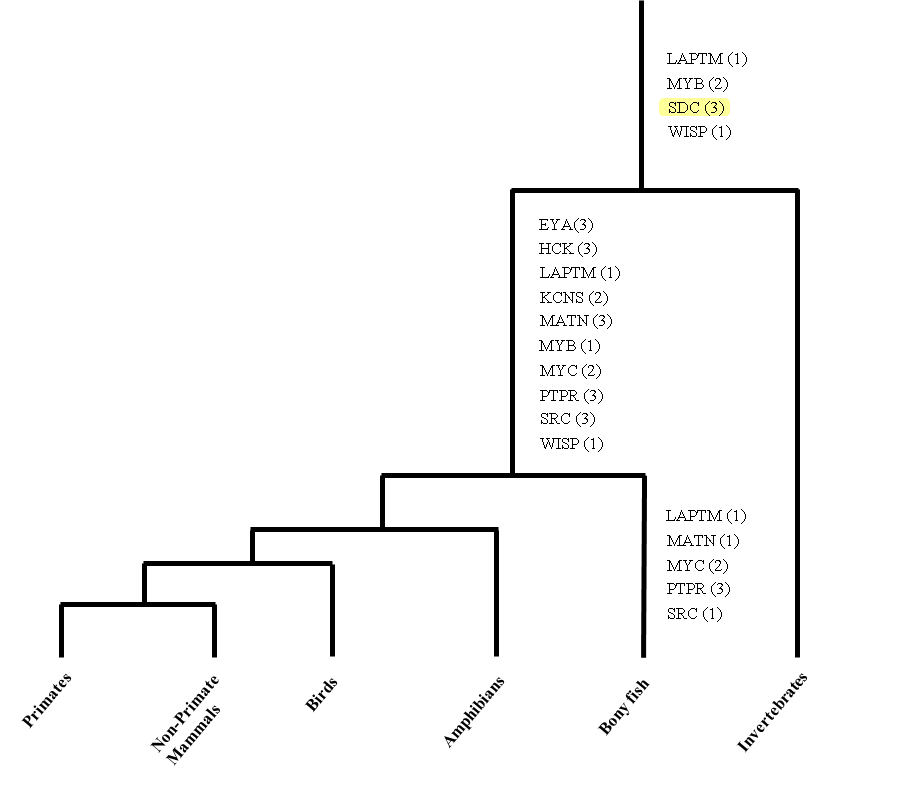 LAPTM (1)
MYB (2)
SDC (3)
WISP (1)
EYA(3)
HCK (3)
LAPTM (1)
KCNS (2)
MATN (3)
MYB (1)
MYC (2)
PTPR (3)
SRC (3)
WISP (1)
LAPTM (1)
MATN (1)
MYC (2)
PTPR (3)
SRC (1)
Primates
Non-Primate
Mammals
Birds
Amphibians
Bony fish
Invertebrates